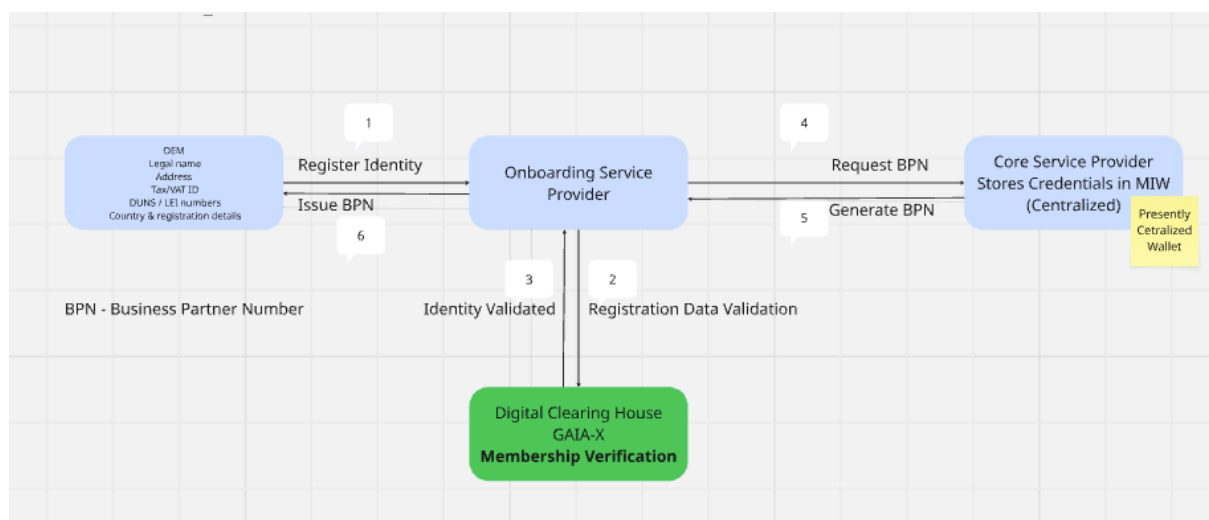 1
4
OEM
Legal name
Address
Tax/VAT ID
DUNS / LEI numbers
Country & registration details
Register Identity
Issue BPN
6
Onboarding Service
Provider
Request BPN
Generate BPN
5
Core Service Provider
Stores Credentials in MIW
(Centralized)
Presently
Cetralized
Wallet
3
2
BPN - Business Partner Number
Identity Validated
Registration Data Validation
Digital Clearing House
GAIA-X
Membership Verification